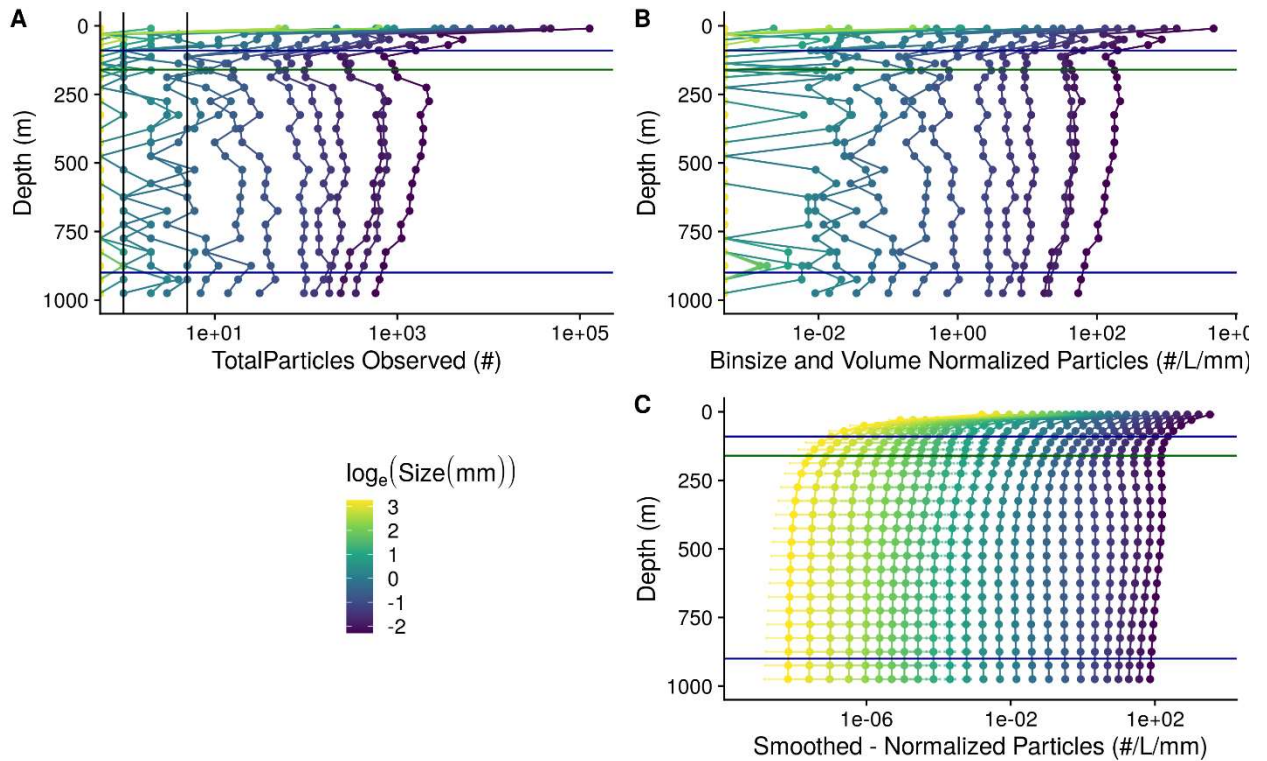 A
0
250
500
750
1000
Depth (m)
1e+01 1e+03 1e+05
TotalParticles Observed (#)
B
0
250
500
750
1000
Depth (m)
1e-02 1e+00 1e+02 1e+0
Binsize and Volume Normalized Particles (#/L/mm)
logₑ(Size(mm))
3
2
1
0
-1
-2
C
0
250
500
750
1000
Depth (m)
1e-06 1e-02 1e+02
Smoothed - Normalized Particles (#/L/mm)